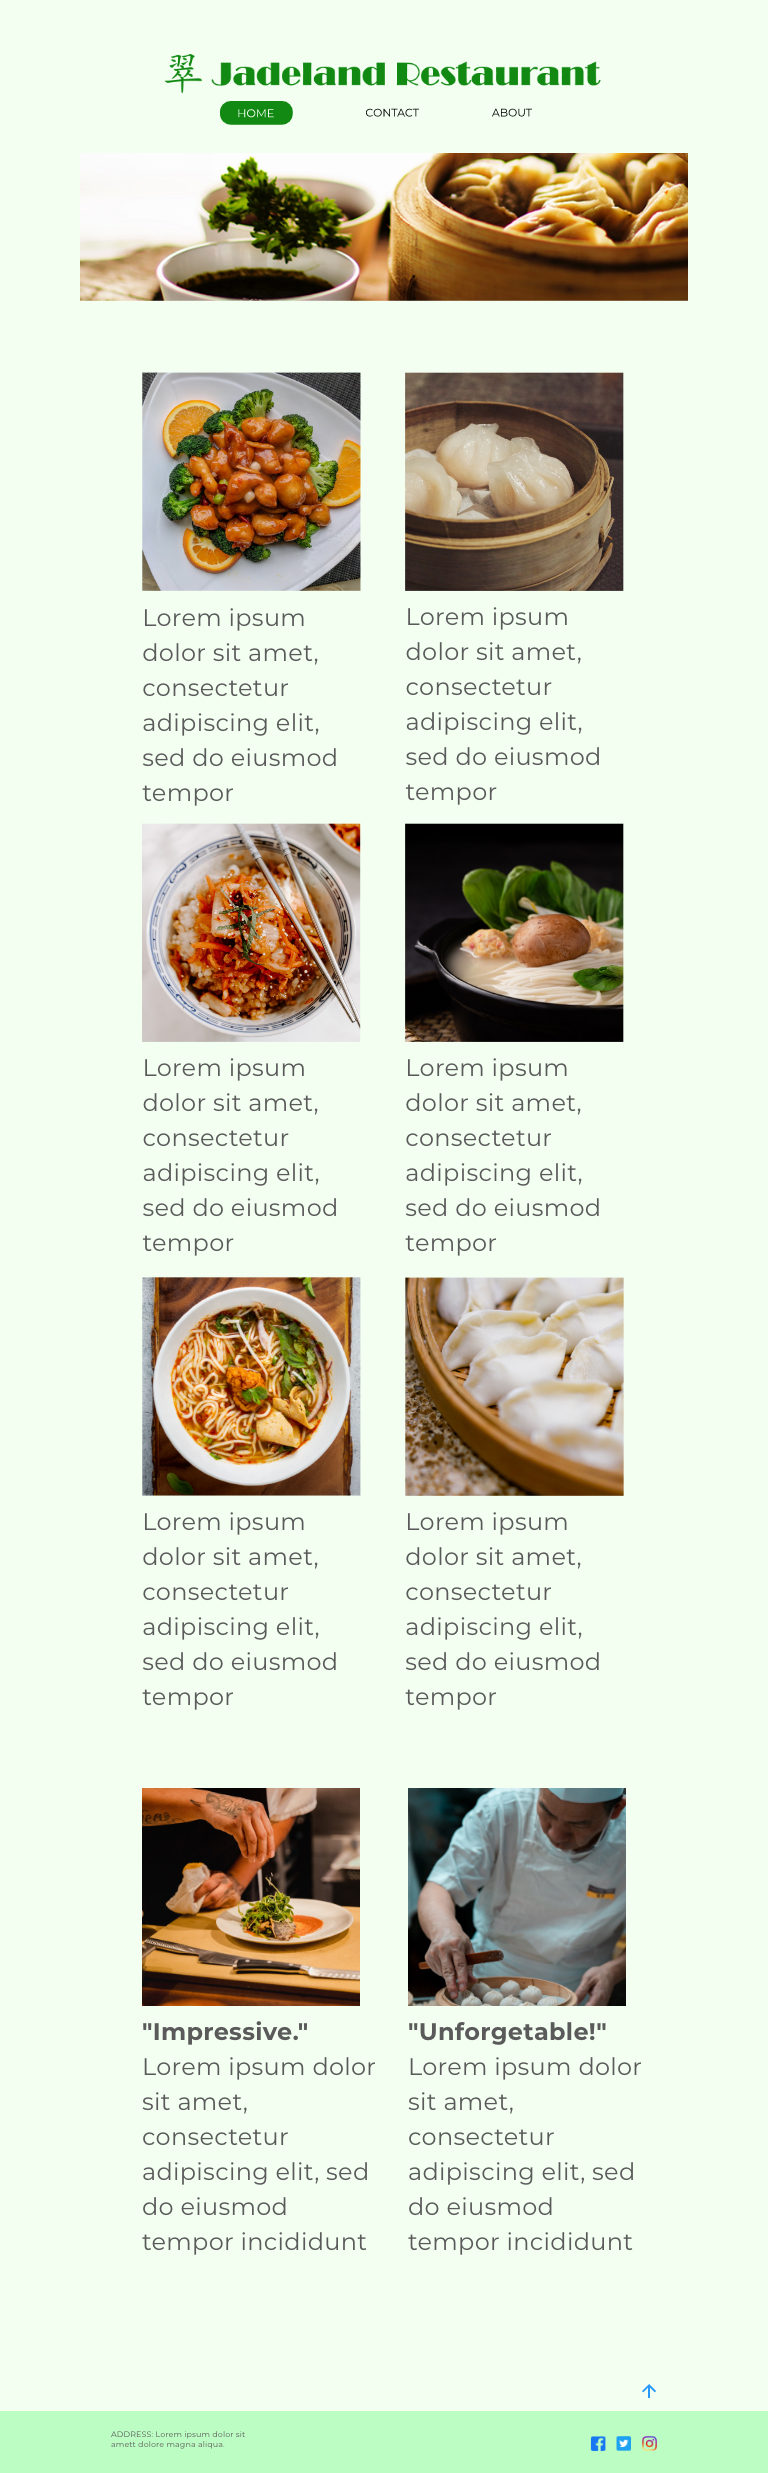 翠 Jadeland Restaurant
HOME CONTACT ABOUT
Lorem ipsum
dolor sit amet,
consectetur
adipiscing elit,
sed do eiusmod
tempor
Lorem ipsum
dolor sit amet,
consectetur
adipiscing elit,
sed do eiusmod
tempor
Lorem ipsum
dolor sit amet,
consectetur
adipiscing elit,
sed do eiusmod
tempor
Lorem ipsum
dolor sit amet,
consectetur
adipiscing elit,
sed do eiusmod
tempor
Lorem ipsum
dolor sit amet,
consectetur
adipiscing elit,
sed do eiusmod
tempor
Lorem ipsum
dolor sit amet,
consectetur
adipiscing elit,
sed do eiusmod
tempor
"Impressive."
Lorem ipsum dolor
sit amet,
consectetur
adipiscing elit, sed
do eiusmod
tempor incididunt
"Unforgetable!"
Lorem ipsum dolor
sit amet,
consectetur
adipiscing elit, sed
do eiusmod
tempor incididunt
ADDRESS: Lorem ipsum dolor sit
amett dolore magna aliqua.